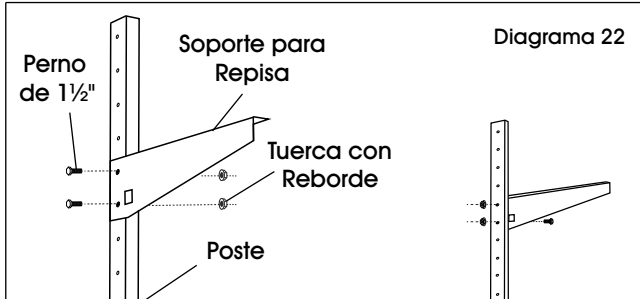 Diagrama 22
Soporte para
Repisa
Perno
de 1½"
Tuerca con
Reborde
Poste